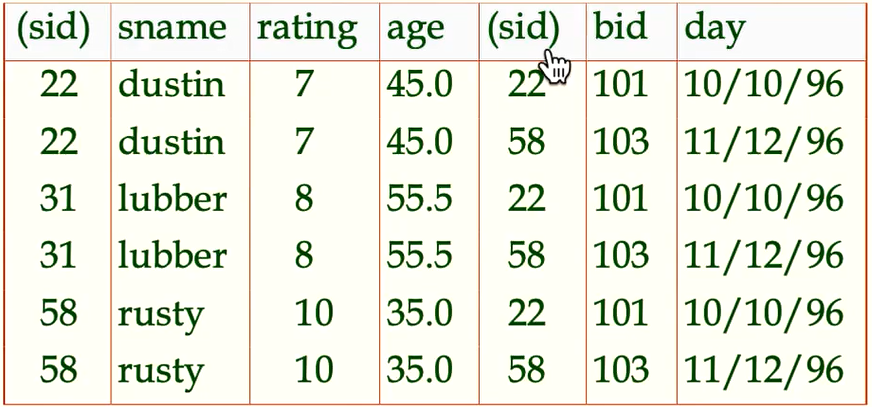 (sid) sname rating age (sid) bid day
22 dustin 7 45.0 22 101 10/10/96
22 dustin 7 45.0 58 103 11/12/96
31 lubber 8 55.5 22 101 10/10/96
31 lubber 8 55.5 58 103 11/12/96
58 rusty 10 35.0 22 101 10/10/96
58 rusty 10 35.0 58 103 11/12/96